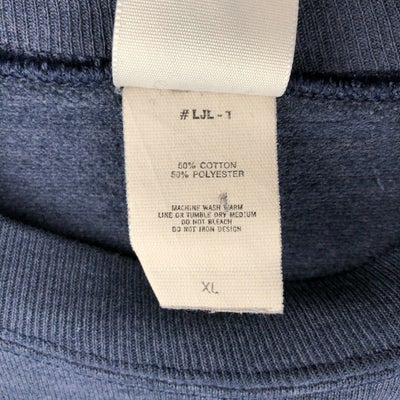 # LJL - 1
50% COTTON
50% POLYESTER
MACHINE WASH WARM
LINE OR TUMBLE DRY MEDIUM
DO NOT BLEACH
DO NOT IRON DESIGN
XL